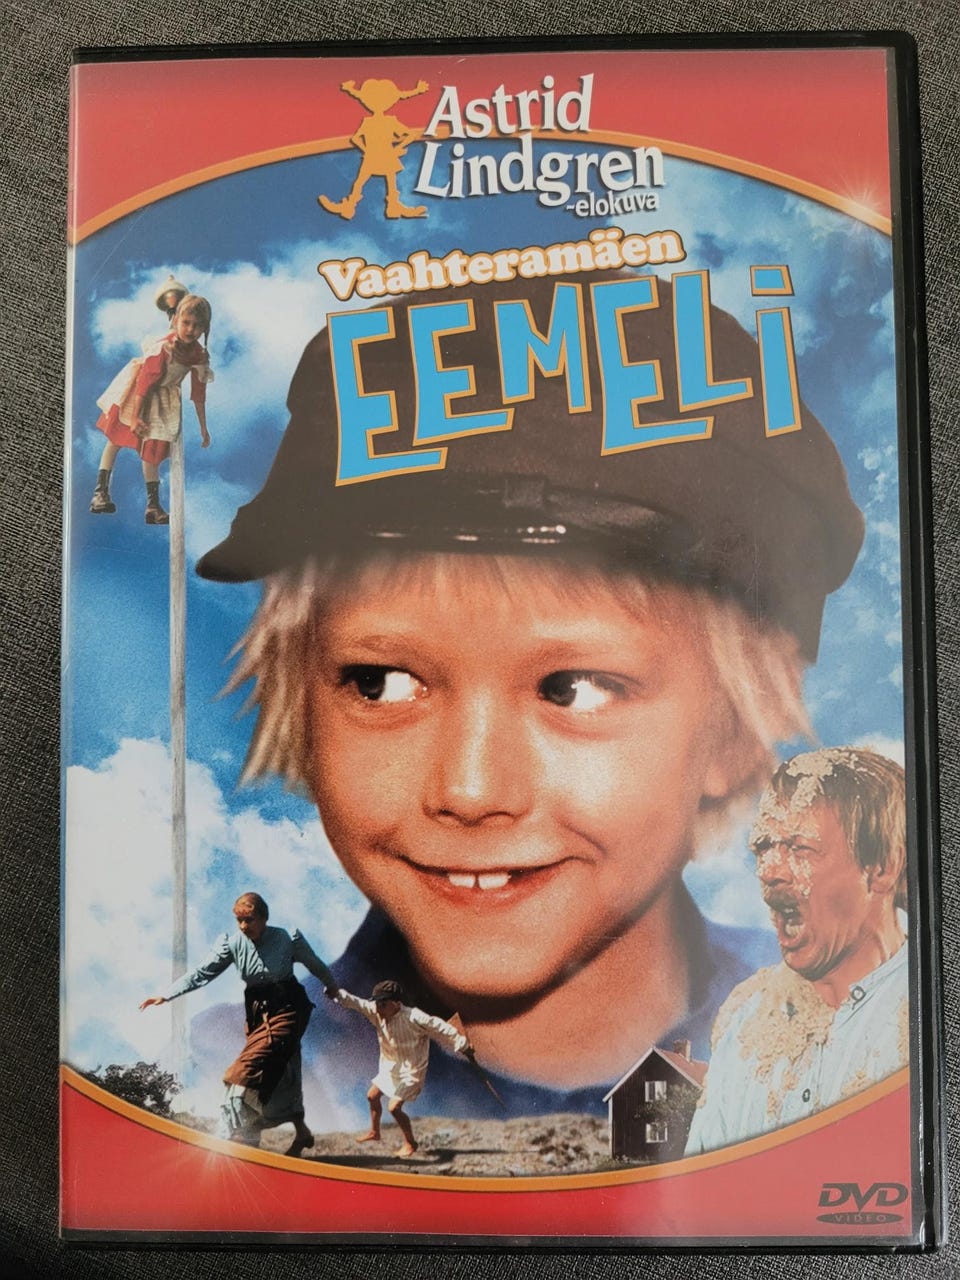 Astrid
Lindgren
-elokuva
Vaahteramäen
EEMELi
DVD
VIDEO